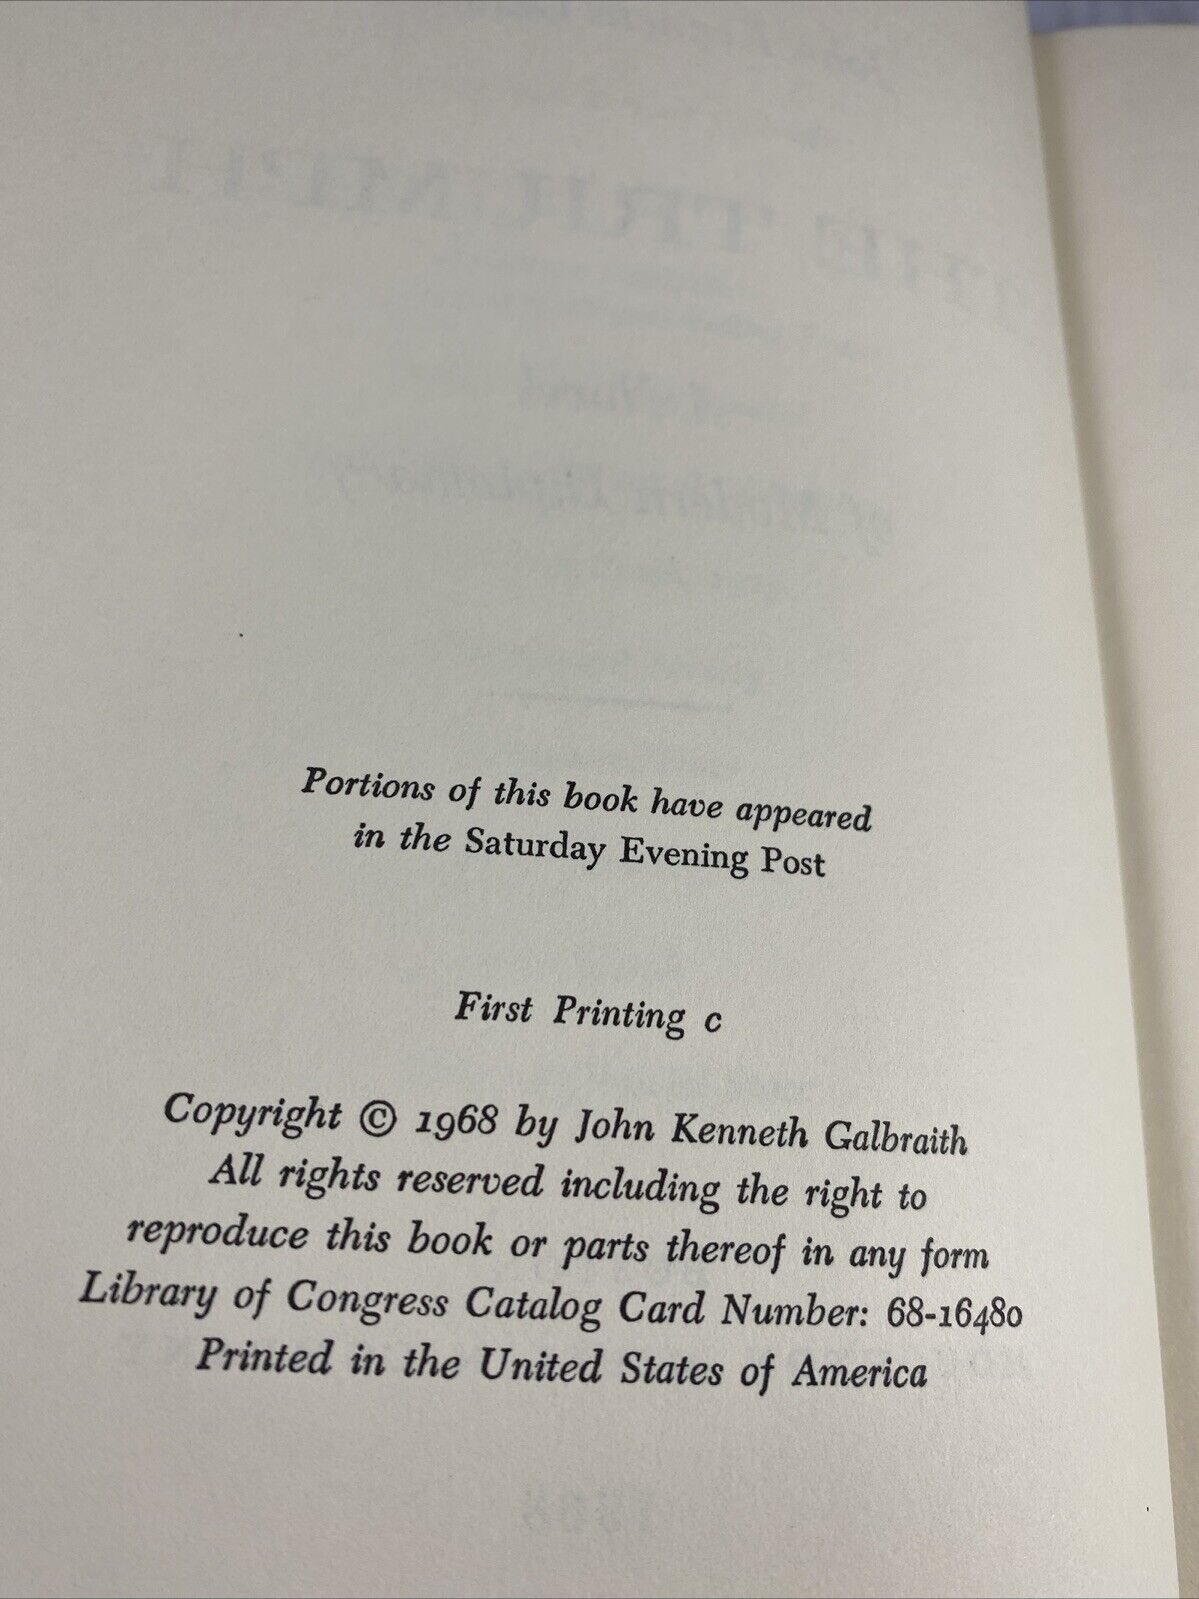 Portions of this book have appeared
in the Saturday Evening Post
First Printing c
Copyright © 1968 by John Kenneth Galbraith
All rights reserved including the right to
reproduce this book or parts thereof in any form
Library of Congress Catalog Card Number: 68-16480
Printed in the United States of America